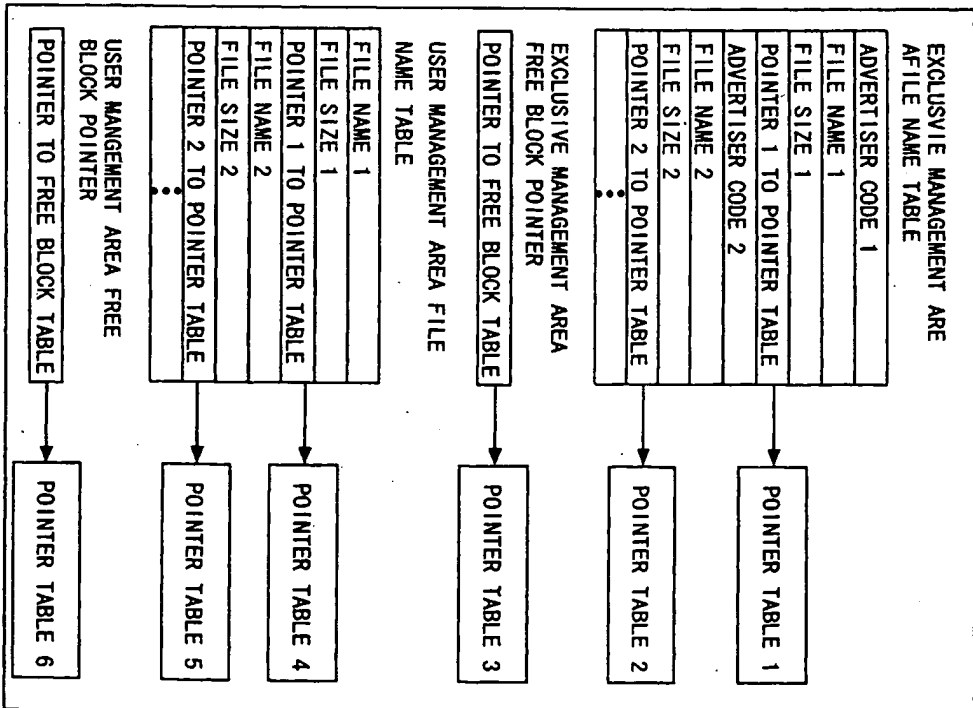 EXCLUSVIE MANAGEMENT ARE
AFILE NAME TABLE
ADVERTISER CODE 1
FILE NAME 1
FILE SIZE 1
POINTER 1 TO POINTER TABLE
POINTER TABLE 1
ADVERTISER CODE 2
FILE NAME 2
FILE SIZE 2
POINTER 2 TO POINTER TABLE
POINTER TABLE 2
EXCLUSIVE MANAGEMENT AREA
FREE BLOCK POINTER
POINTER TO FREE BLOCK TABLE
POINTER TABLE 3
USER MANAGEMENT AREA FILE
NAME TABLE
FILE NAME 1
FILE SIZE 1
POINTER 1 TO POINTER TABLE
POINTER TABLE 4
FILE NAME 2
FILE SIZE 2
POINTER 2 TO POINTER TABLE
POINTER TABLE 5
USER MANGEMENT AREA FREE
BLOCK POINTER
POINTER TO FREE BLOCK TABLE
POINTER TABLE 6